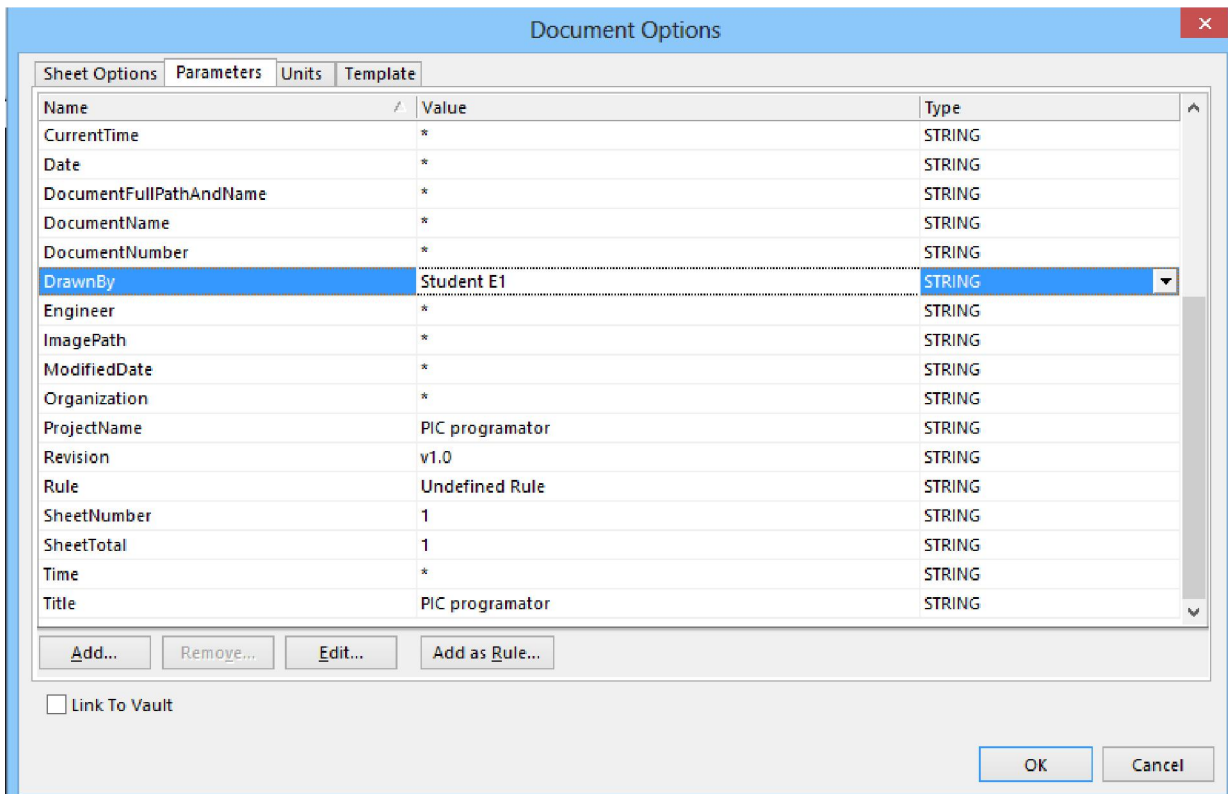 Document Options
×
Sheet Options Parameters Units Template
Name Value Type
CurrentTime * STRING
Date * STRING
DocumentFullPathAndName * STRING
DocumentName * STRING
DocumentNumber * STRING
DrawnBy Student E1 STRING
Engineer * STRING
ImagePath * STRING
ModifiedDate * STRING
Organization * STRING
ProjectName PIC programator STRING
Revision v1.0 STRING
Rule Undefined Rule STRING
SheetNumber 1 STRING
SheetTotal 1 STRING
Time * STRING
Title PIC programator STRING
Add... Remove... Edit... Add as Rule...
Link To Vault
OK Cancel